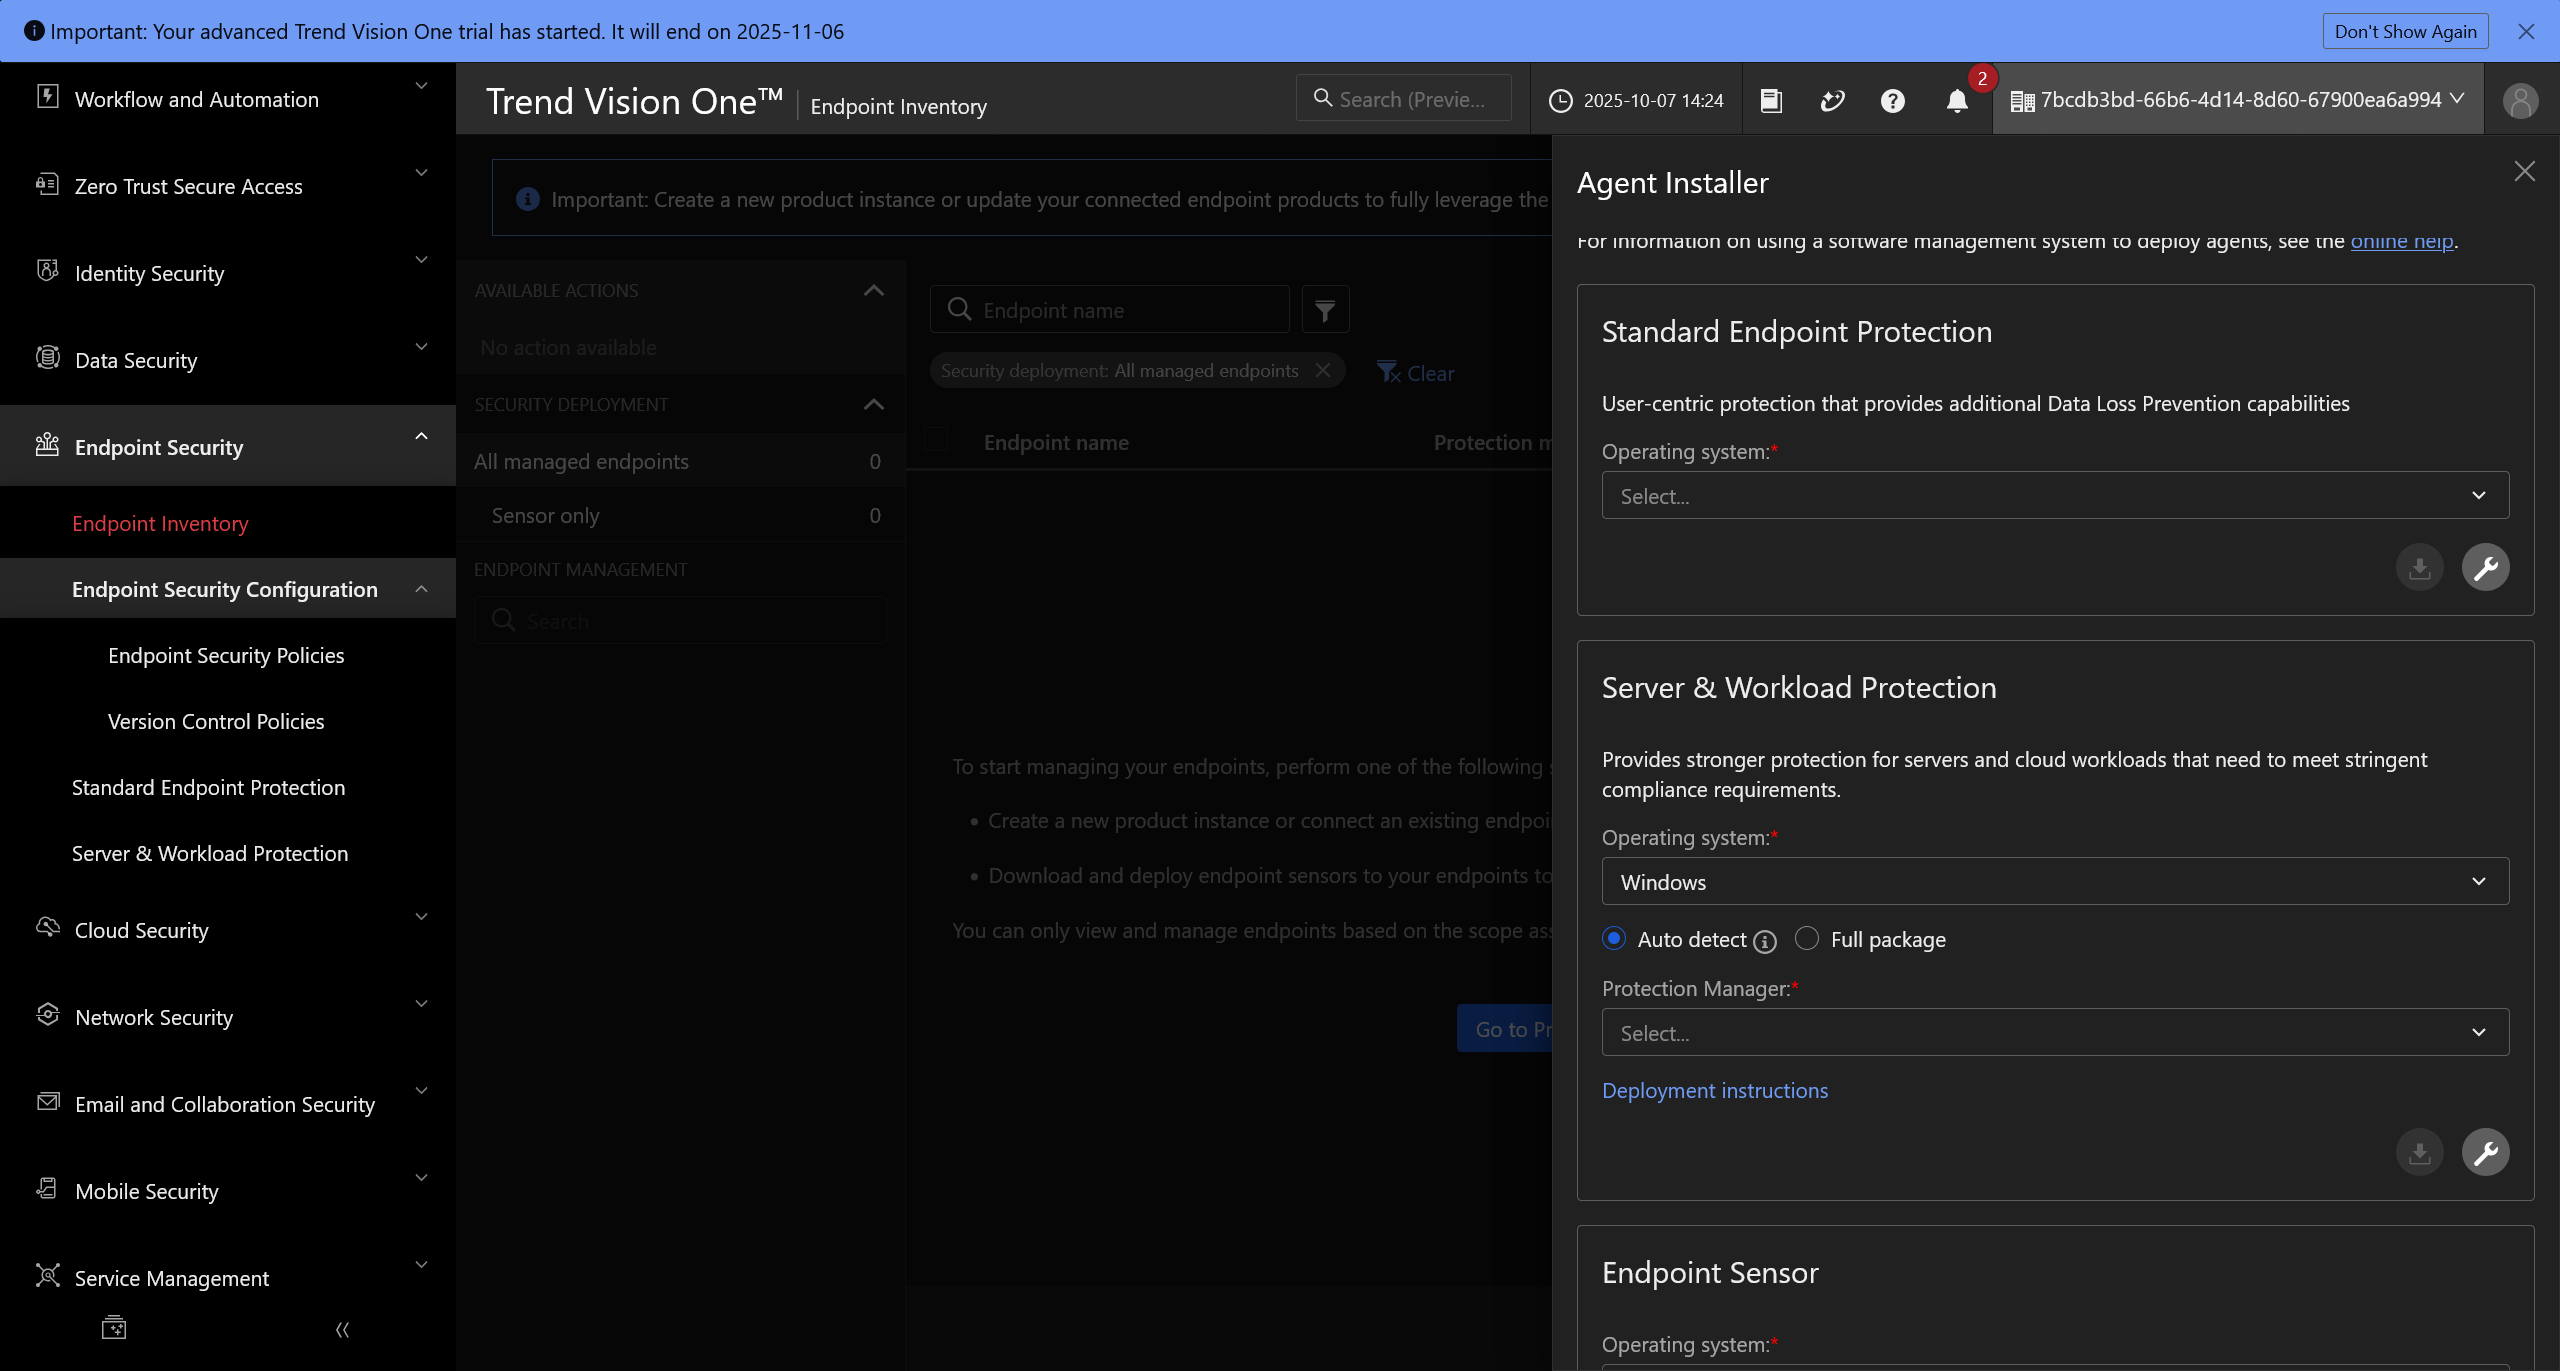 Important: Your advanced Trend Vision One trial has started. It will end on 2025-11-06
Don't Show Again
Workflow and Automation
Zero Trust Secure Access
Identity Security
Data Security
Endpoint Security
Endpoint Inventory
Endpoint Security Configuration
Endpoint Security Policies
Version Control Policies
Standard Endpoint Protection
Server & Workload Protection
Cloud Security
Network Security
Email and Collaboration Security
Mobile Security
Service Management
Trend Vision One™
Endpoint Inventory
Search (Previe...
2025-10-07 14:24
2
7bcdb3bd-66b6-4d14-8d60-67900ea6a994
Important: Create a new product instance or update your connected endpoint products to fully leverage the
AVAILABLE ACTIONS
No action available
SECURITY DEPLOYMENT
All managed endpoints 0
Sensor only 0
ENDPOINT MANAGEMENT
Search
Endpoint name
Security deployment: All managed endpoints
Clear
Endpoint name Protection m
To start managing your endpoints, perform one of the following s
• Create a new product instance or connect an existing endpoi
• Download and deploy endpoint sensors to your endpoints to
You can only view and manage endpoints based on the scope ass
Go to Pr
Agent Installer
For information on using a software management system to deploy agents, see the online help.
Standard Endpoint Protection
User-centric protection that provides additional Data Loss Prevention capabilities
Operating system:*
Select...
Server & Workload Protection
Provides stronger protection for servers and cloud workloads that need to meet stringent
compliance requirements.
Operating system:*
Windows
Auto detect Full package
Protection Manager:*
Select...
Deployment instructions
Endpoint Sensor
Operating system:*